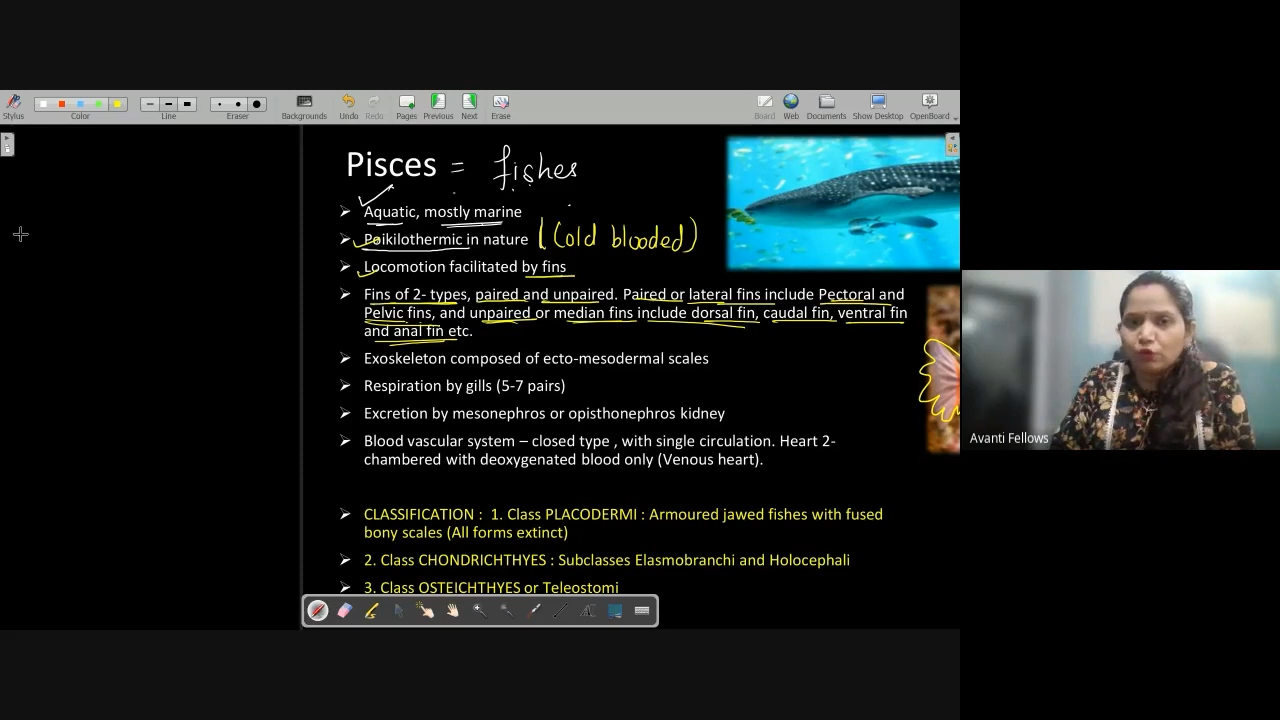 Stylus Color Line Eraser Backgrounds Undo Redo Pages Previous Next Erase Board Web Documents Show Desktop OpenBoard
Pisces = fishes
➢ Aquatic, mostly marine
➢ Poikilothermic in nature (Cold blooded)
➢ Locomotion facilitated by fins
➢ Fins of 2- types, paired and unpaired. Paired or lateral fins include Pectoral and
Pelvic fins, and unpaired or median fins include dorsal fin, caudal fin, ventral fin
and anal fin etc.
➢ Exoskeleton composed of ecto-mesodermal scales
➢ Respiration by gills (5-7 pairs)
➢ Excretion by mesonephros or opisthonephros kidney
➢ Blood vascular system – closed type , with single circulation. Heart 2-
chambered with deoxygenated blood only (Venous heart).
➢ CLASSIFICATION : 1. Class PLACODERMI : Armoured jawed fishes with fused
bony scales (All forms extinct)
➢ 2. Class CHONDRICHTHYES : Subclasses Elasmobranchi and Holocephali
➢ 3. Class OSTEICHTHYES or Teleostomi
Avanti Fellows